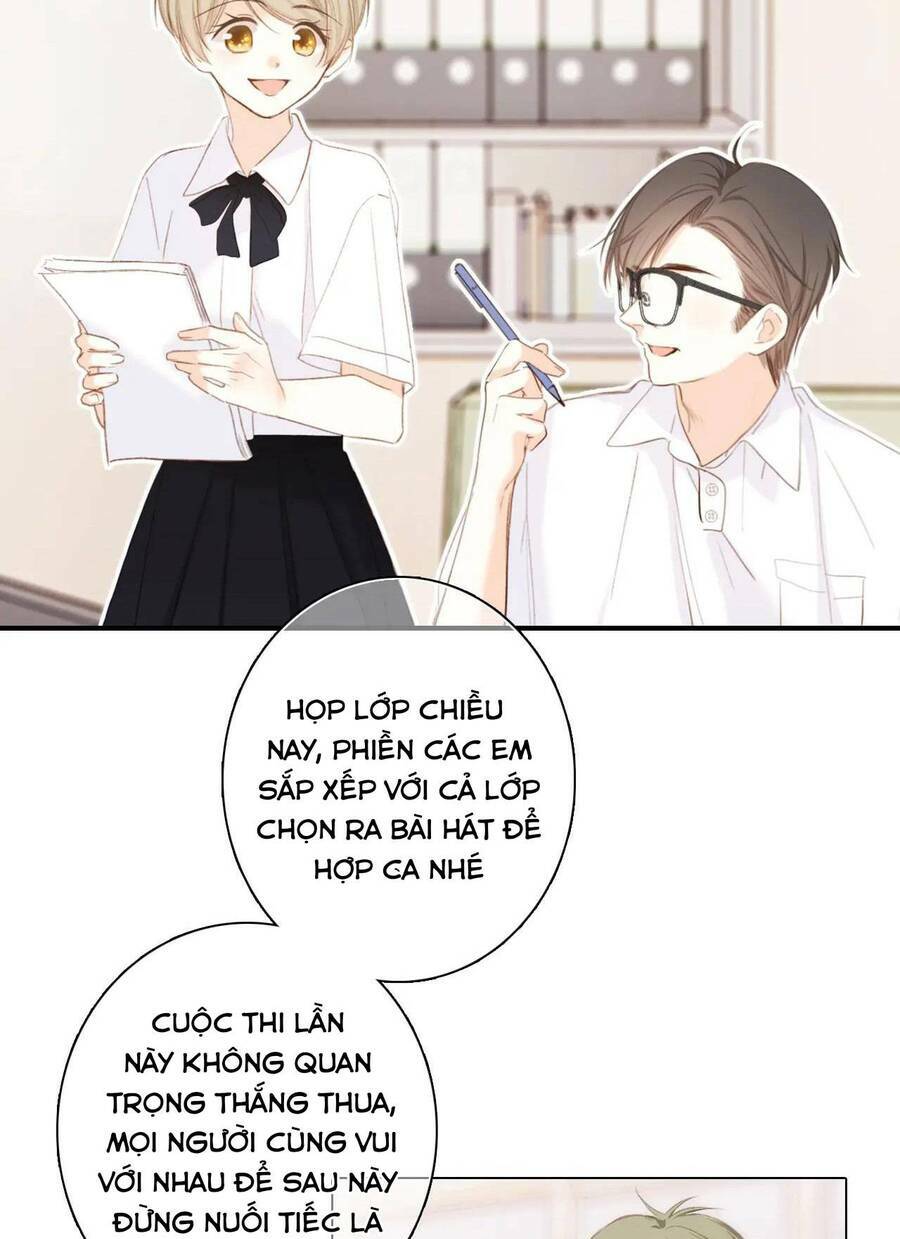 HỌP LỚP CHIỀU
NAY, PHIỀN CÁC EM
SẮP XẾP VỚI CẢ LỚP
CHỌN RA BÀI HÁT ĐỂ
HỢP CA NHÉ
CUỘC THI LẦN
NÀY KHÔNG QUAN
TRỌNG THẮNG THUA,
MỌI NGƯỜI CÙNG VUI
VỚI NHAU ĐỂ SAU NÀY
ĐỪNG NUỐI TIẾC LÀ